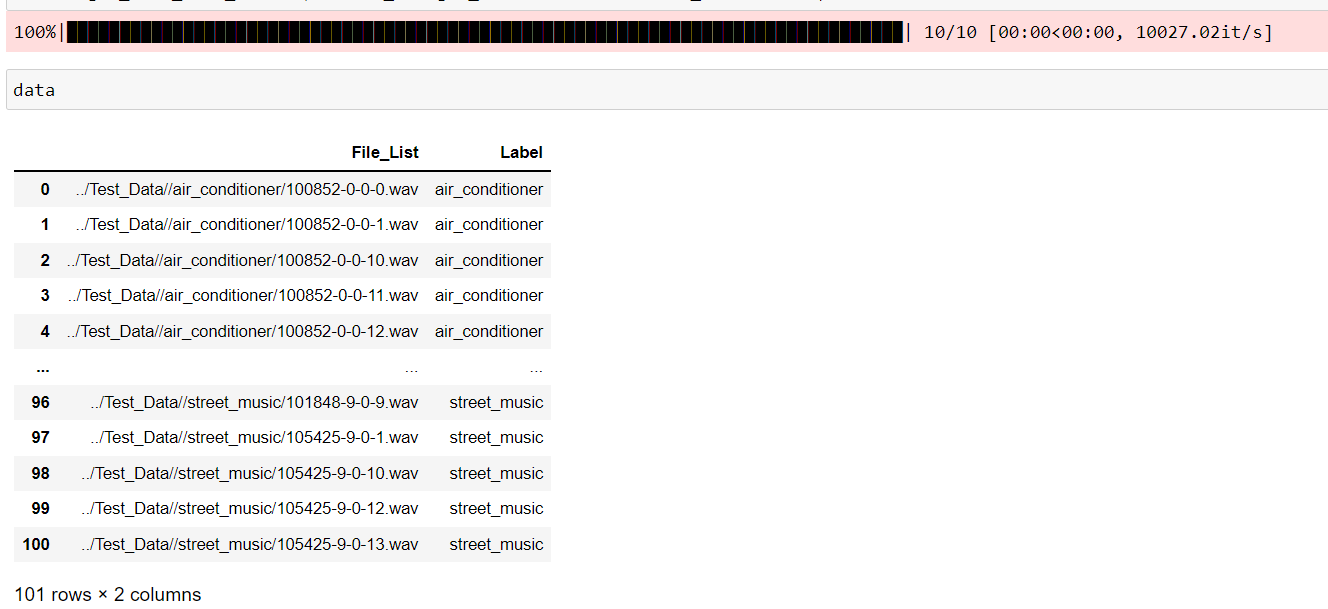 100%| | 10/10 [00:00<00:00, 10027.02it/s]
data
File_List Label
0 ../Test_Data//air_conditioner/100852-0-0-0.wav air_conditioner
1 ../Test_Data//air_conditioner/100852-0-0-1.wav air_conditioner
2 ../Test_Data//air_conditioner/100852-0-0-10.wav air_conditioner
3 ../Test_Data//air_conditioner/100852-0-0-11.wav air_conditioner
4 ../Test_Data//air_conditioner/100852-0-0-12.wav air_conditioner
... ... ...
96 ../Test_Data//street_music/101848-9-0-9.wav street_music
97 ../Test_Data//street_music/105425-9-0-1.wav street_music
98 ../Test_Data//street_music/105425-9-0-10.wav street_music
99 ../Test_Data//street_music/105425-9-0-12.wav street_music
100 ../Test_Data//street_music/105425-9-0-13.wav street_music
101 rows × 2 columns